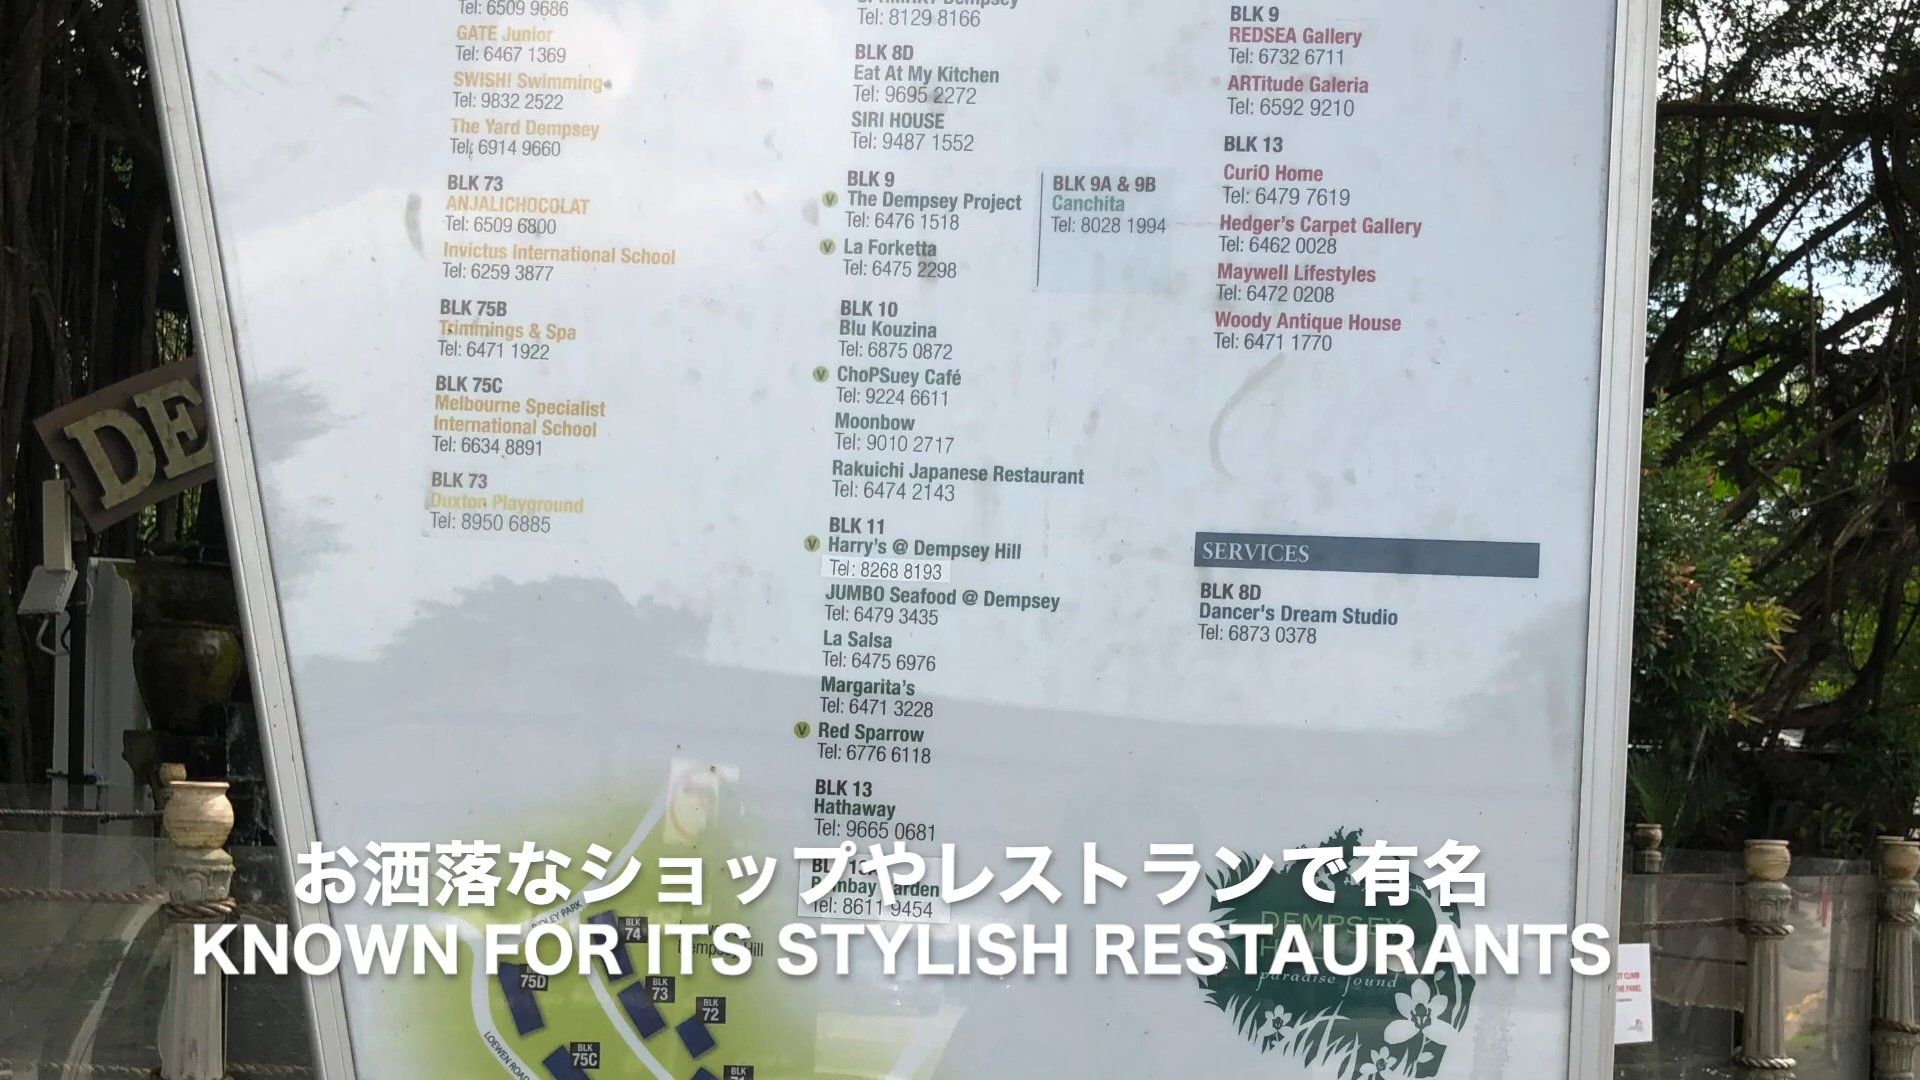 Tel: 6509 9686
GATE Junior
Tel: 6467 1369
SWISH! Swimming
Tel: 9832 2522
The Yard Dempsey
Tel: 6914 9660
BLK 73
ANJALICHOCOLAT
Tel: 6509 6800
Invictus International School
Tel: 6259 3877
BLK 75B
Trimmings & Spa
Tel: 6471 1922
BLK 75C
Melbourne Specialist
International School
Tel: 6634 8891
BLK 73
Duxton Playground
Tel: 8950 6885
Dempsey
Tel: 8129 8166
BLK 8D
Eat At My Kitchen
Tel: 9695 2272
SIRI HOUSE
Tel: 9487 1552
BLK 9
V The Dempsey Project
Tel: 6476 1518
V La Forketta
Tel: 6475 2298
BLK 9A & 9B
Canchita
Tel: 8028 1994
BLK 10
Blu Kouzina
Tel: 6875 0872
V ChoPSuey Café
Tel: 9224 6611
Moonbow
Tel: 9010 2717
Rakuichi Japanese Restaurant
Tel: 6474 2143
BLK 11
V Harry's @ Dempsey Hill
Tel: 8268 8193
JUMBO Seafood @ Dempsey
Tel: 6479 3435
La Salsa
Tel: 6475 6976
Margarita's
Tel: 6471 3228
V Red Sparrow
Tel: 6776 6118
BLK 13
Hathaway
Tel: 9665 0681
BLK
Tel: 8611 9454
BLK 9
REDSEA Gallery
Tel: 6732 6711
ARTitude Galeria
Tel: 6592 9210
BLK 13
CuriO Home
Tel: 6479 7619
Hedger's Carpet Gallery
Tel: 6462 0028
Maywell Lifestyles
Tel: 6472 0208
Woody Antique House
Tel: 6471 1770
SERVICES
BLK 8D
Dancer's Dream Studio
Tel: 6873 0378
DE
お洒落なショップやレストランで有名
KNOWN FOR ITS STYLISH RESTAURANTS
DEMPSEY
paradise found
BLK
74
75D
BLK
73
BLK
72
BLK
75C
BLK
LOEWEN ROAD